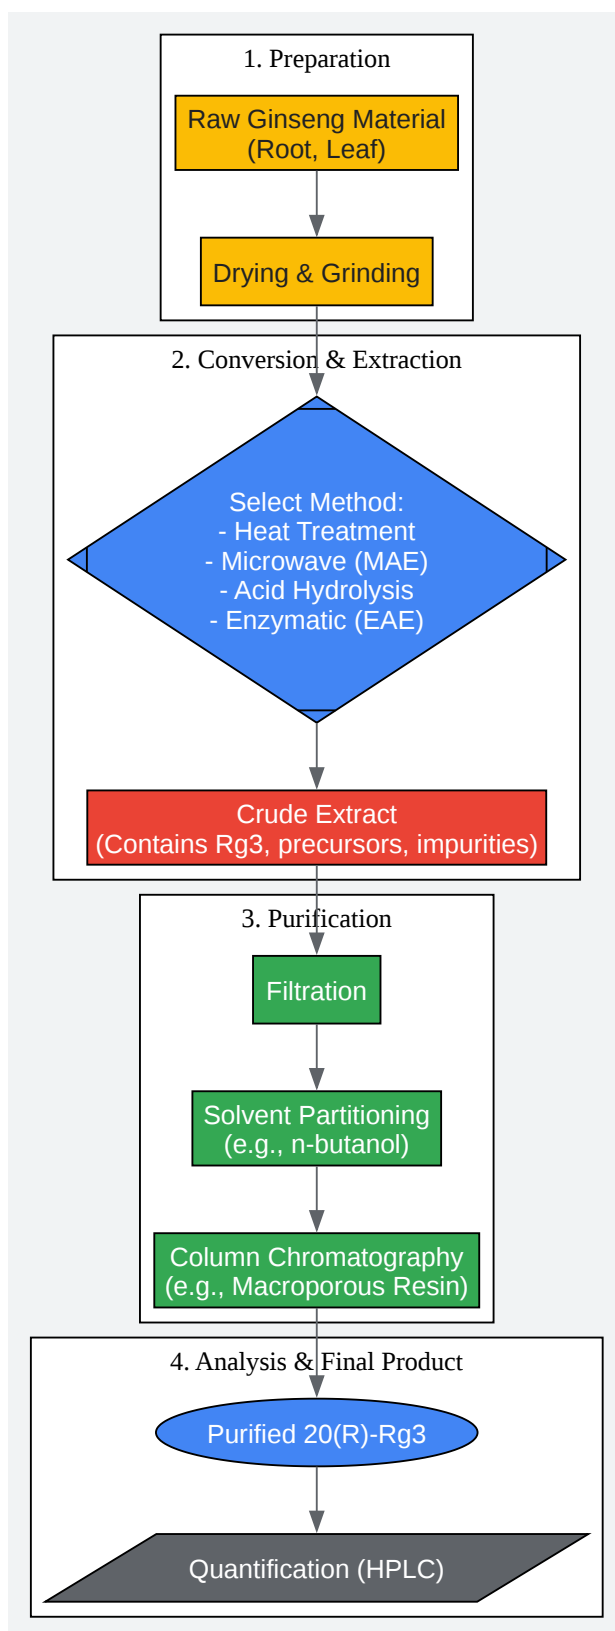 1. Preparation
Raw Ginseng Material
(Root, Leaf)
Drying & Grinding
2. Conversion & Extraction
Select Method:
- Heat Treatment
- Microwave (MAE)
- Acid Hydrolysis
- Enzymatic (EAE)
Crude Extract
(Contains Rg3, precursors, impurities)
3. Purification
Filtration
Solvent Partitioning
(e.g., n-butanol)
Column Chromatography
(e.g., Macroporous Resin)
4. Analysis & Final Product
Purified 20(R)-Rg3
Quantification (HPLC)